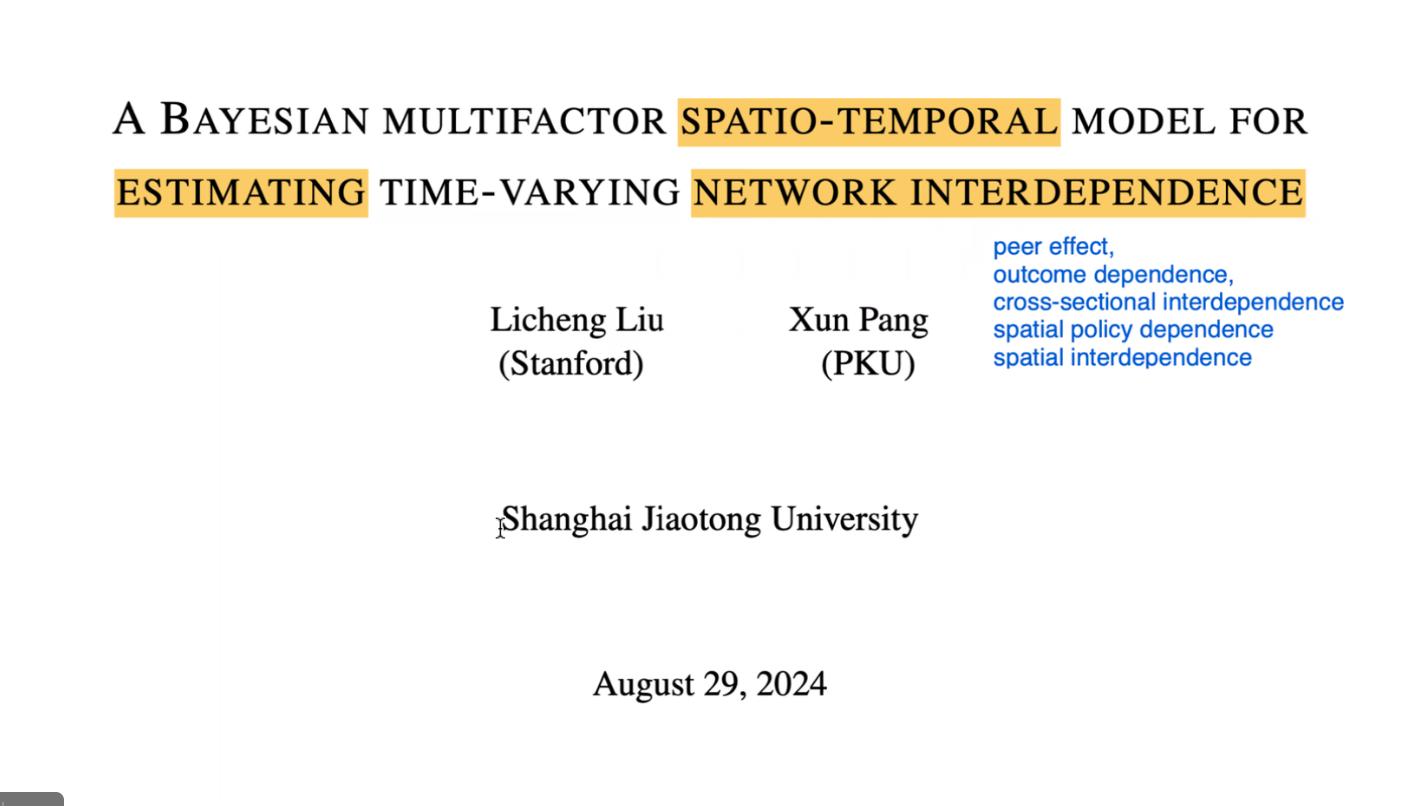 A BAYESIAN MULTIFACTOR SPATIO-TEMPORAL MODEL FOR
ESTIMATING TIME-VARYING NETWORK INTERDEPENDENCE
peer effect,
outcome dependence,
cross-sectional interdependence
spatial policy dependence
spatial interdependence
Licheng Liu
(Stanford)
Xun Pang
(PKU)
Shanghai Jiaotong University
August 29, 2024